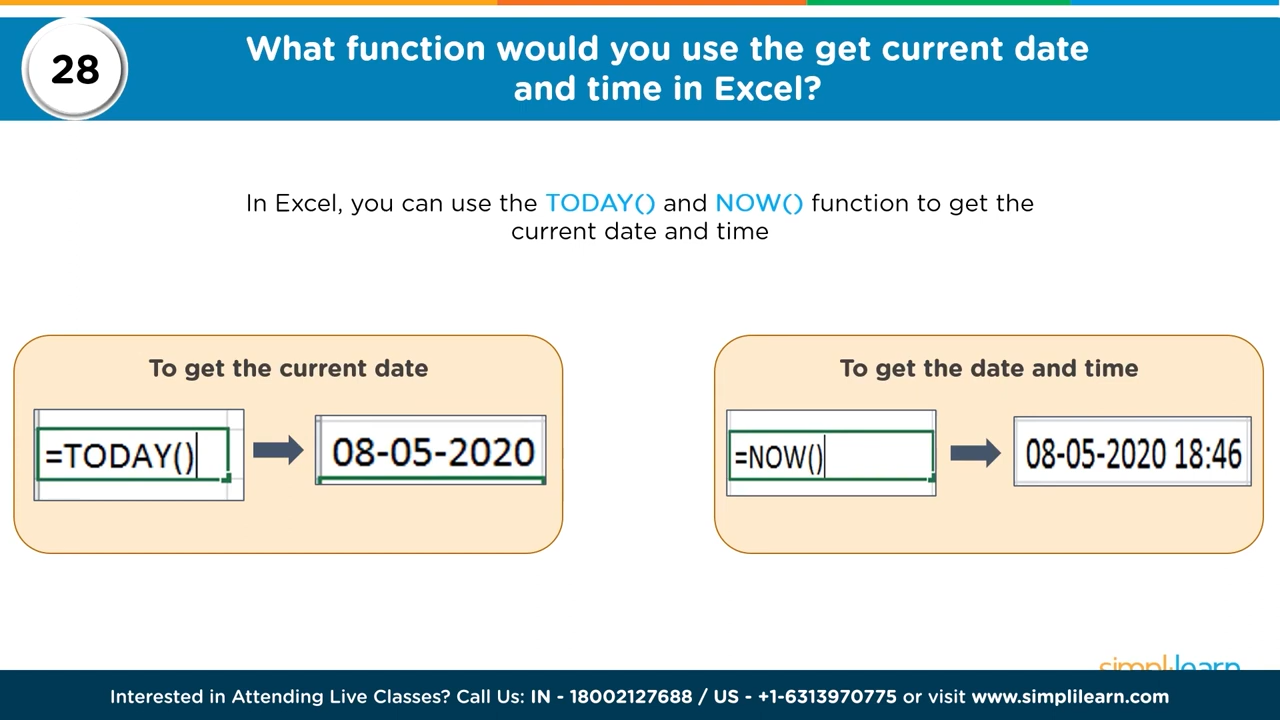 28
What function would you use the get current date
and time in Excel?
In Excel, you can use the TODAY() and NOW() function to get the
current date and time
To get the current date
=TODAY()
08-05-2020
To get the date and time
=NOW()
08-05-2020 18:46
simplilearn
Interested in Attending Live Classes? Call Us: IN - 18002127688 / US - +1-6313970775 or visit www.simplilearn.com